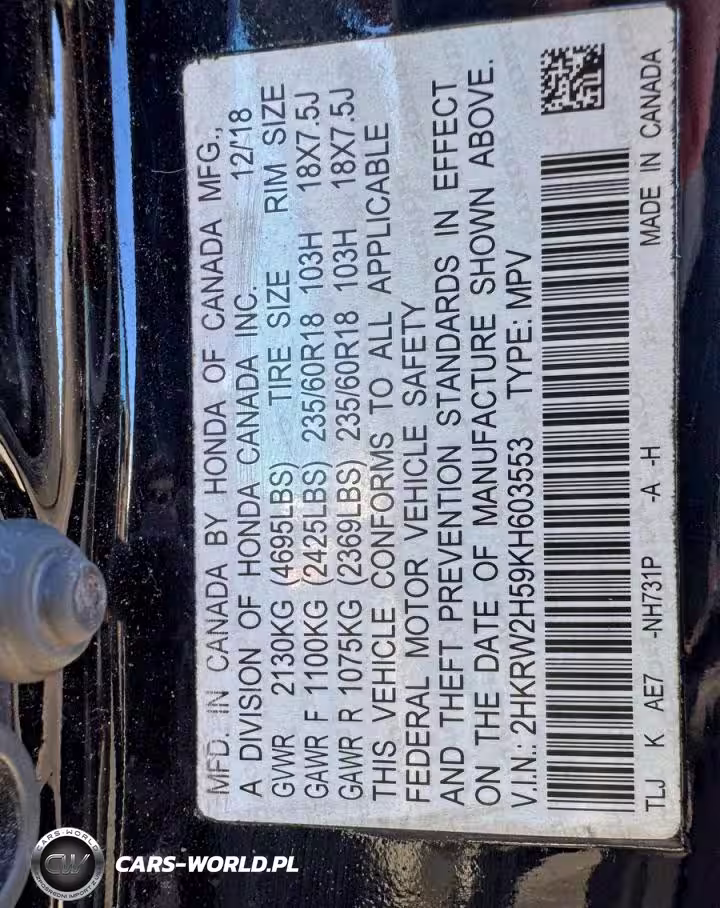 MFD. IN CANADA BY HONDA OF CANADA MFG.,
A DIVISION OF HONDA CANADA INC. 12/'18
GVWR 2130KG (4695LBS) TIRE SIZE RIM SIZE
GAWR F 1100KG (2425LBS) 235/60R18 103H 18X7.5J
GAWR R 1075KG (2369LBS) 235/60R18 103H 18X7.5J
THIS VEHICLE CONFORMS TO ALL APPLICABLE
FEDERAL MOTOR VEHICLE SAFETY
AND THEFT PREVENTION STANDARDS IN EFFECT
ON THE DATE OF MANUFACTURE SHOWN ABOVE.
V.I.N.: 2HKRW2H59KH603553 TYPE: MPV
TLJ K AE7 -NH731P -A -H MADE IN CANADA
CARS-WORLD
CW
CARS-WORLD.PL